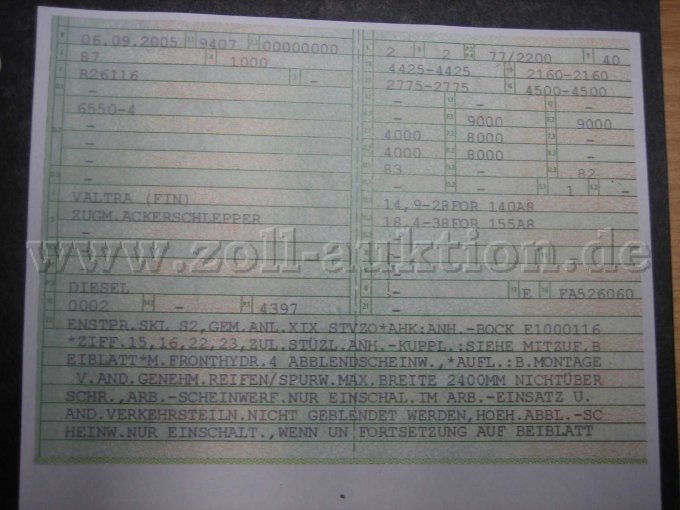 06.09.2005 9407 00000000
87 1000
R26116 -
-
6550-4
-
-
-
-
VALTRA (FIN)
ZUGM.ACKERSCHLEPPER
-
DIESEL
0002 - 4397
2 2 77/2200 40
4425-4425 2160-2160
2775-2775 4500-4500
- - -
- 9000 9000
4000 8000 -
4000 8000 -
83 - 82
- - 1 -
14,9-28FOR 140A8
18,4-38FOR 155A8
-
-
- E FA526060
-
www.zoll-auktion.de
ENSTPR.SKL S2,GEM.ANL.XIX STVZO*AHK:ANH.-BOCK E1000116
*ZIFF.15,16,22,23,ZUL.STÜZL.ANH.-KUPPL.:SIEHE MITZUF.B
EIBLATT*M.FRONTHYDR.4 ABBLENDSCHEINW.,*AUFL.:B.MONTAGE
V.AND.GENEHM.REIFEN/SPURW.MAX.BREITE 2400MM NICHTÜBER
SCHR.,ARB.-SCHEINWERF.NUR EINSCHAL.IM ARB.-EINSATZ U.
AND.VERKEHRSTEILN.NICHT GEBLENDET WERDEN,HOEH.ABBL.-SC
HEINW.NUR EINSCHALT.,WENN UN FORTSETZUNG AUF BEIBLATT